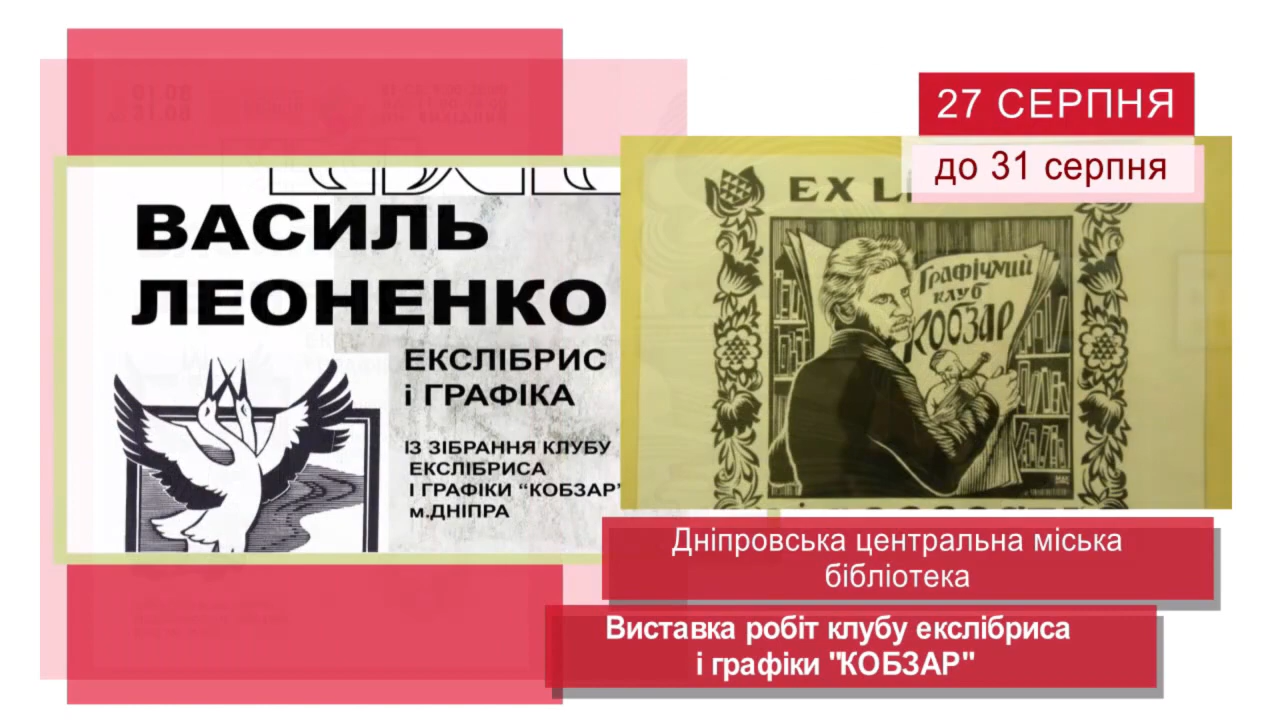 27 СЕРПНЯ
до 31 серпня
ВАСИЛЬ
ЛЕОНЕНКО
ЕКСЛІБРИС
і ГРАФІКА
ІЗ ЗІБРАННЯ КЛУБУ
ЕКСЛІБРИСА
І ГРАФІКИ “КОБЗАР”
м.ДНІПРА
EX L
Графічний
клуб
Кобзар
Дніпровська центральна міська
бібліотека
Виставка робіт клубу екслібриса
і графіки "КОБЗАР"